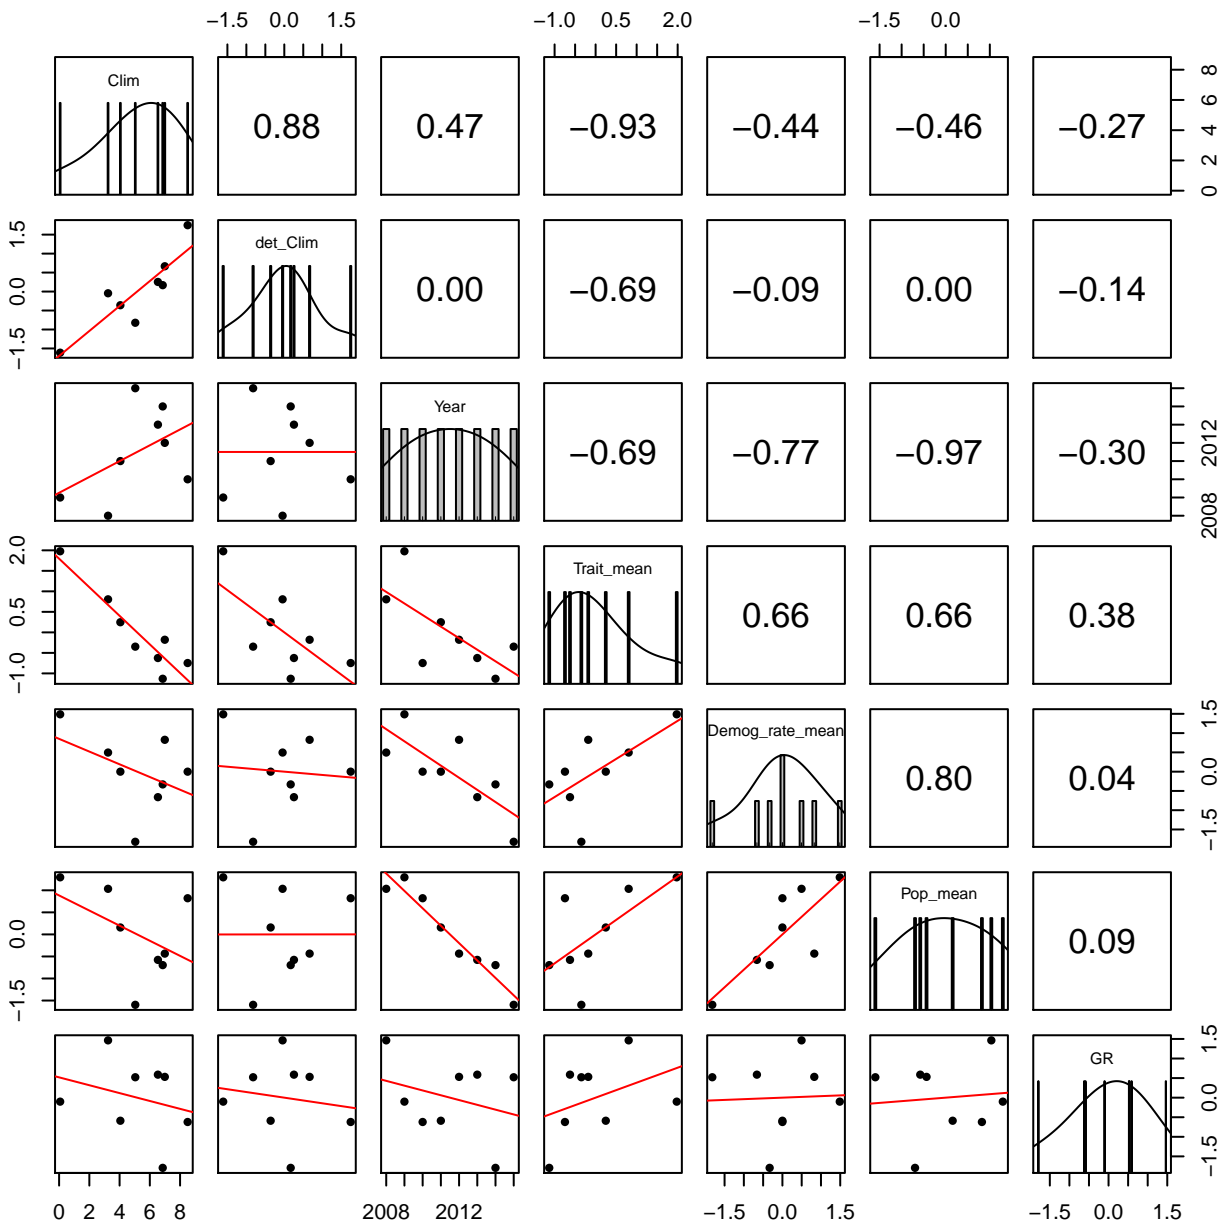 −1.5 0.0 1.5 −1.0 0.5 2.0 −1.5 0.0
Clim 0.88 0.47 −0.93 −0.44 −0.46 −0.27 0 2 4 6 8
−1.5 0.0 1.5 det_Clim 0.00 −0.69 −0.09 0.00 −0.14
Year −0.69 −0.77 −0.97 −0.30 2008 2012
−1.0 0.5 2.0 Trait_mean 0.66 0.66 0.38
Demog_rate_mean 0.80 0.04 −1.5 0.0 1.5
−1.5 0.0 Pop_mean 0.09
GR −1.5 0.0 1.5
0 2 4 6 8 2008 2012 −1.5 0.0 1.5 −1.5 0.0 1.5